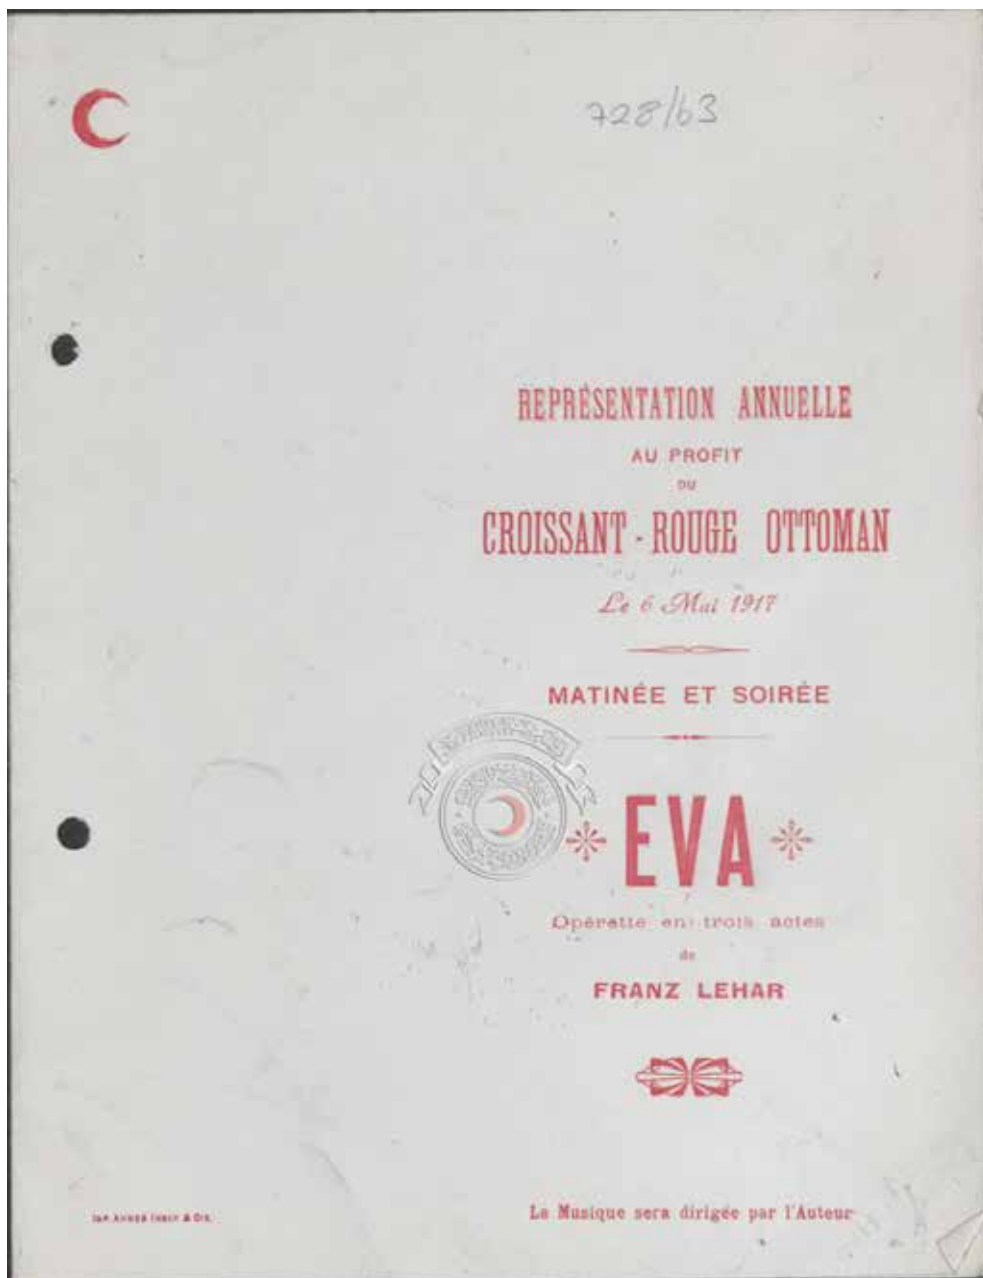 728/63
REPRÉSENTATION ANNUELLE
AU PROFIT
DU
CROISSANT-ROUGE OTTOMAN
Le 6 Mai 1917
MATINÉE ET SOIRÉE
EVA
Opérette en trois actes
de
FRANZ LEHAR
La Musique sera dirigée par l'Auteur